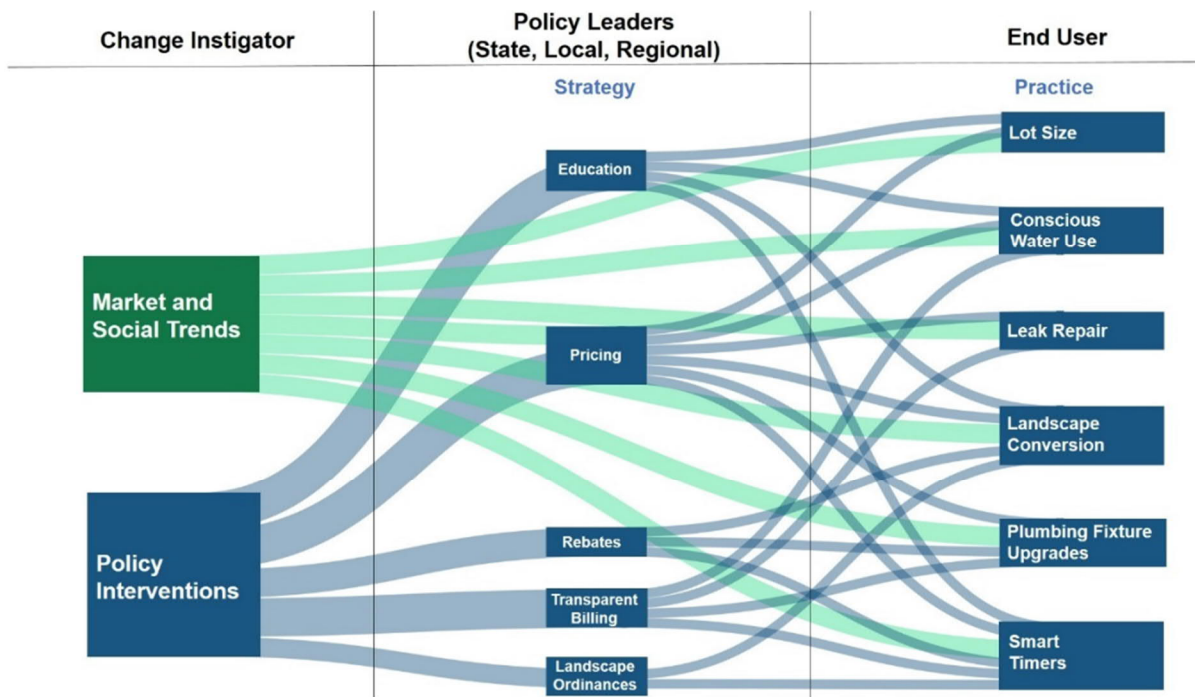 Change Instigator
Policy Leaders
(State, Local, Regional)
End User
Strategy
Practice
Market and
Social Trends
Policy
Interventions
Education
Pricing
Rebates
Transparent
Billing
Landscape
Ordinances
Lot Size
Conscious
Water Use
Leak Repair
Landscape
Conversion
Plumbing Fixture
Upgrades
Smart
Timers